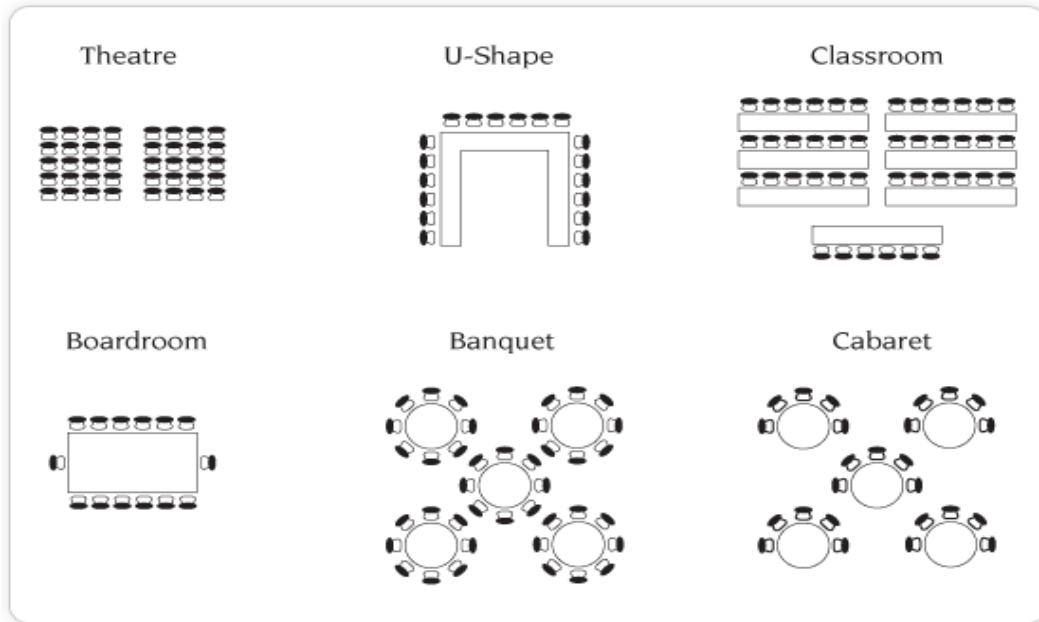 Theatre
U-Shape
Classroom
Boardroom
Banquet
Cabaret